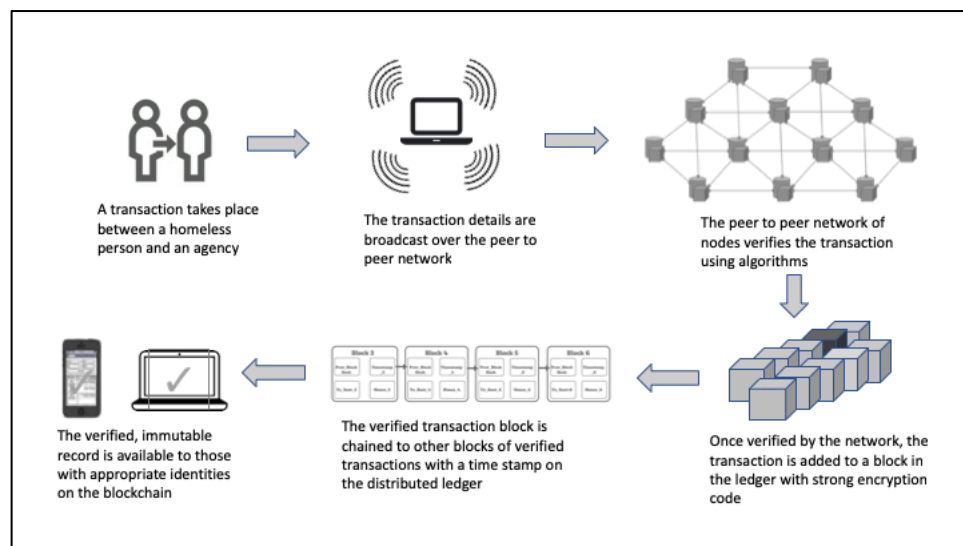 A transaction takes place
between a homeless
person and an agency
The transaction details are
broadcast over the peer to
peer network
The peer to peer network of
nodes verifies the transaction
using algorithms
Once verified by the network, the
transaction is added to a block in
the ledger with strong encryption
code
Block 3
Block 4
Block 5
Block 6
The verified transaction block is
chained to other blocks of verified
transactions with a time stamp on
the distributed ledger
The verified, immutable
record is available to those
with appropriate identities
on the blockchain